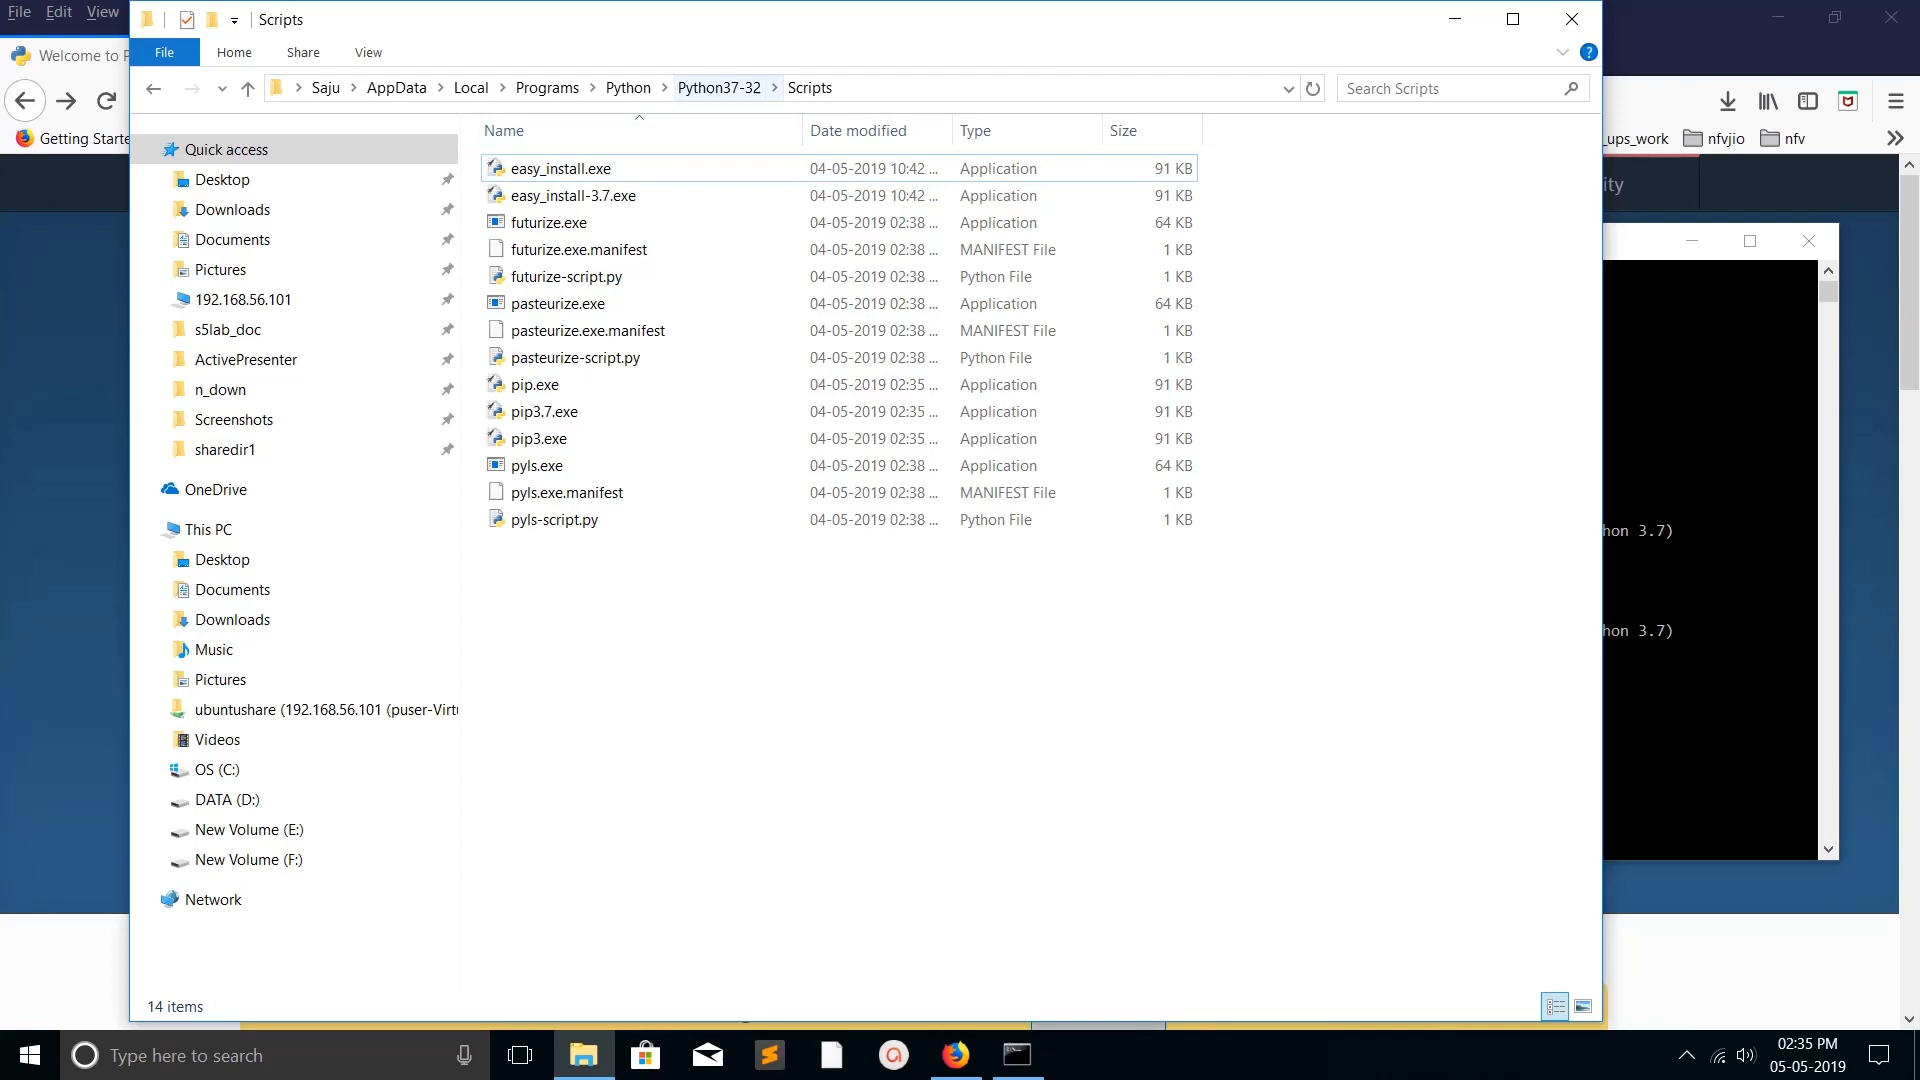 File Edit View
Scripts
Welcome to P
File Home Share View
Saju AppData Local Programs Python Python37-32 Scripts
Search Scripts
Getting Starte
_ups_work nfvjio nfv
Name Date modified Type Size
Quick access
Desktop
Downloads
Documents
Pictures
192.168.56.101
s5lab_doc
ActivePresenter
n_down
Screenshots
sharedir1
OneDrive
This PC
Desktop
Documents
Downloads
Music
Pictures
ubuntushare (192.168.56.101 (puser-Virtu
Videos
OS (C:)
DATA (D:)
New Volume (E:)
New Volume (F:)
Network
easy_install.exe 04-05-2019 10:42 ... Application 91 KB
easy_install-3.7.exe 04-05-2019 10:42 ... Application 91 KB
futurize.exe 04-05-2019 02:38 ... Application 64 KB
futurize.exe.manifest 04-05-2019 02:38 ... MANIFEST File 1 KB
futurize-script.py 04-05-2019 02:38 ... Python File 1 KB
pasteurize.exe 04-05-2019 02:38 ... Application 64 KB
pasteurize.exe.manifest 04-05-2019 02:38 ... MANIFEST File 1 KB
pasteurize-script.py 04-05-2019 02:38 ... Python File 1 KB
pip.exe 04-05-2019 02:35 ... Application 91 KB
pip3.7.exe 04-05-2019 02:35 ... Application 91 KB
pip3.exe 04-05-2019 02:35 ... Application 91 KB
pyls.exe 04-05-2019 02:38 ... Application 64 KB
pyls.exe.manifest 04-05-2019 02:38 ... MANIFEST File 1 KB
pyls-script.py 04-05-2019 02:38 ... Python File 1 KB
ity
hon 3.7)
hon 3.7)
14 items
Type here to search
02:35 PM
05-05-2019